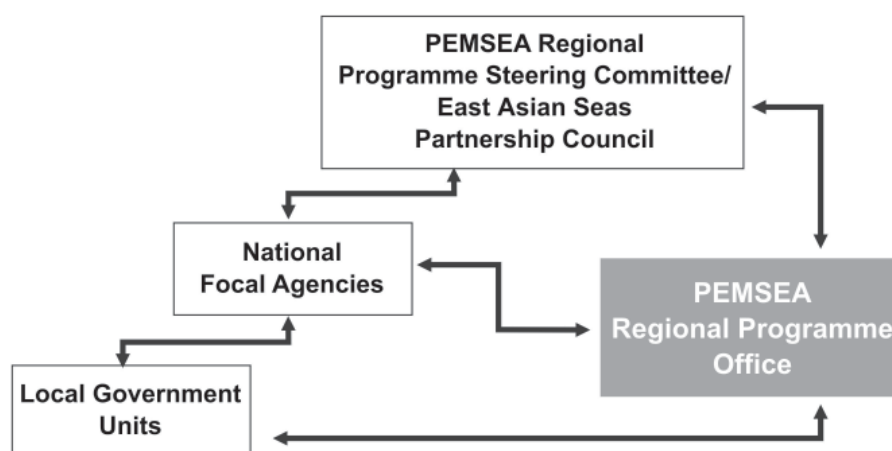 PEMSEA Regional
Programme Steering Committee/
East Asian Seas
Partnership Council
National
Focal Agencies
PEMSEA
Regional Programme
Office
Local Government
Units